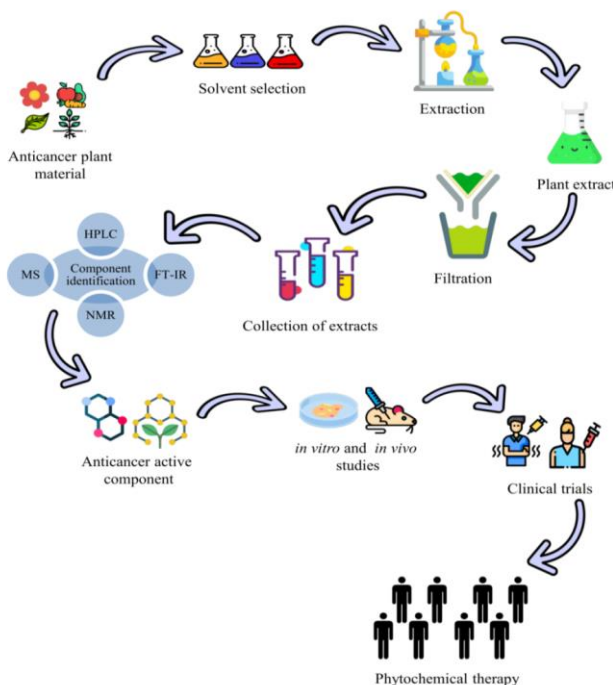 Solvent selection
Extraction
Anticancer plant
material
Plant extract
Filtration
Collection of extracts
HPLC
MS
Component
identification
FT-IR
NMR
Anticancer active
component
in vitro and in vivo
studies
Clinical trials
Phytochemical therapy